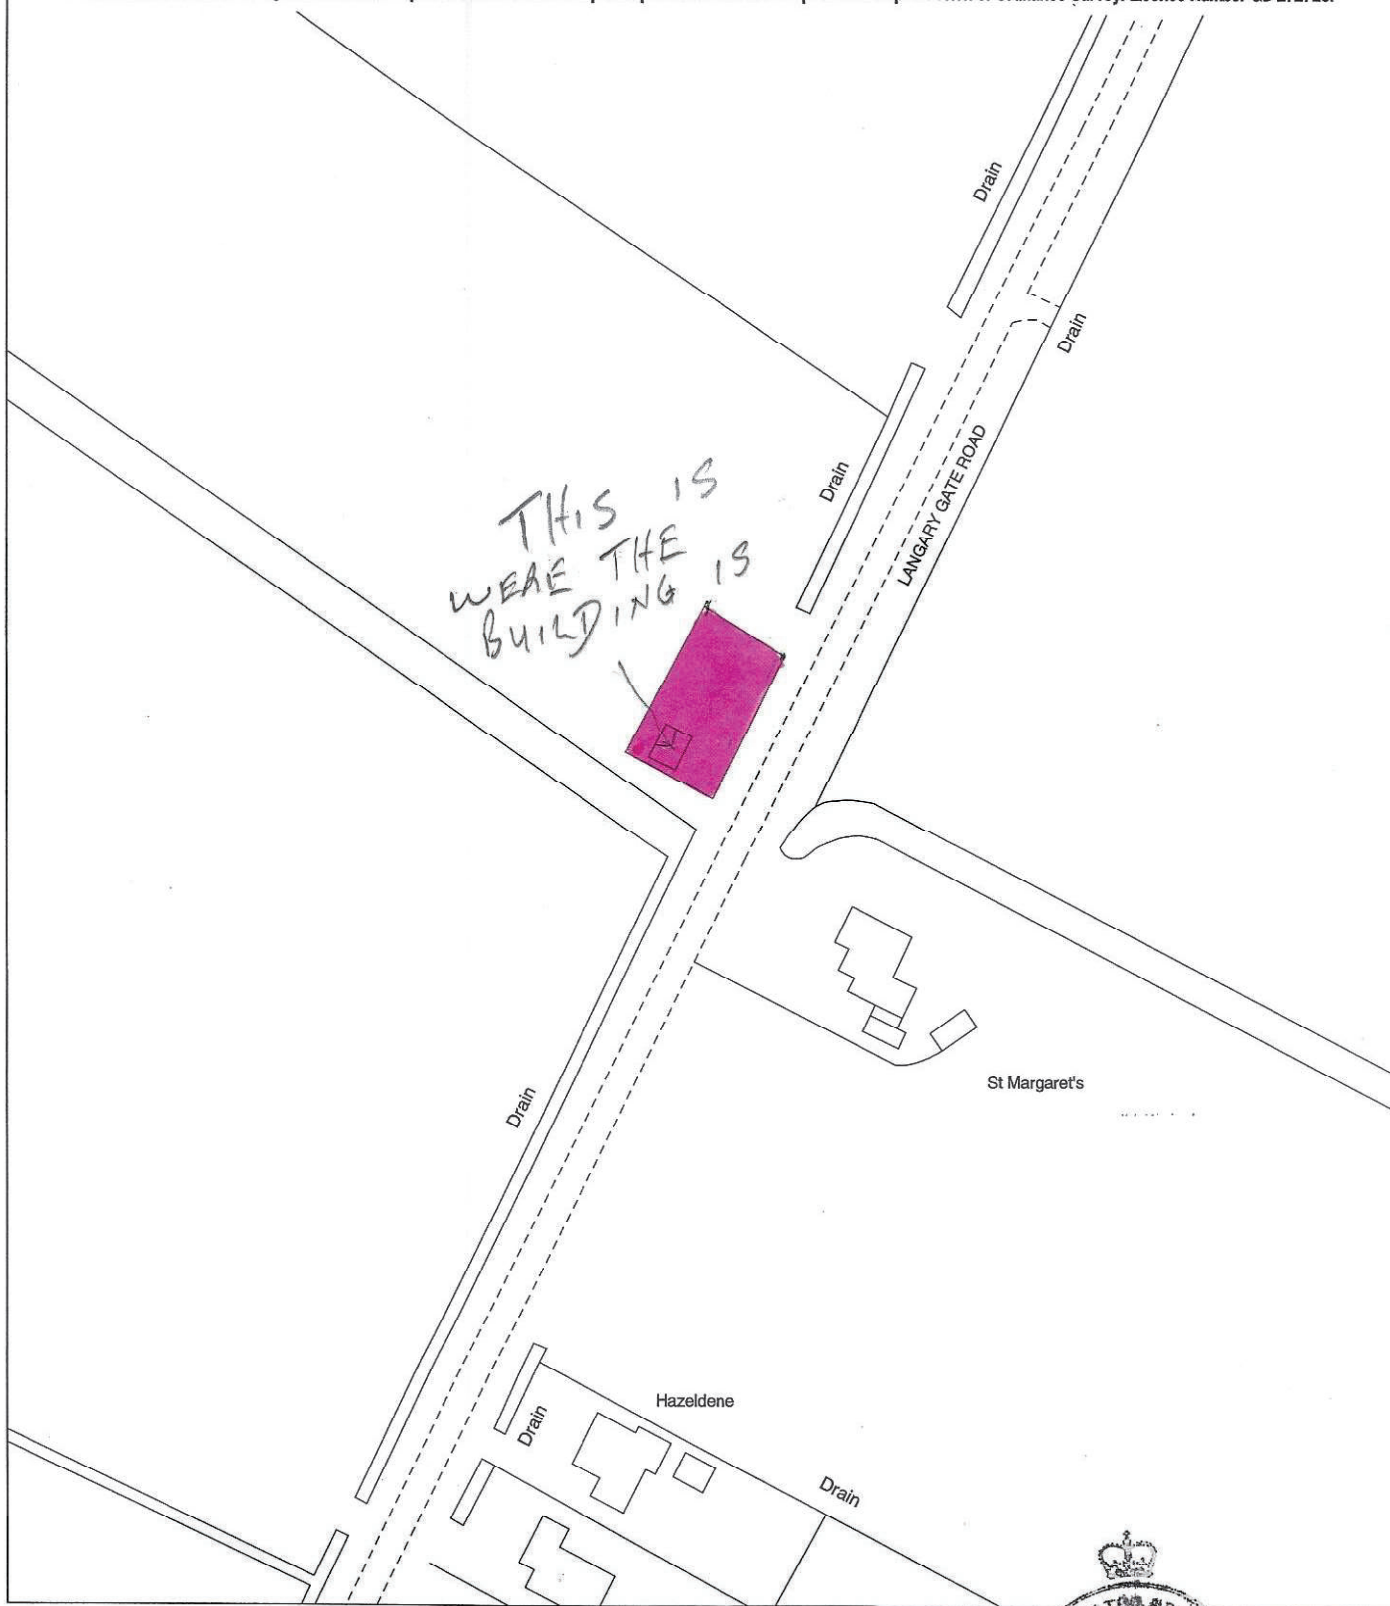 Drain
Drain
Drain
LANGARY GATE ROAD
THIS IS
WERE THE
BUILDING IS
St Margaret's
Drain
Hazeldene
Drain
Drain